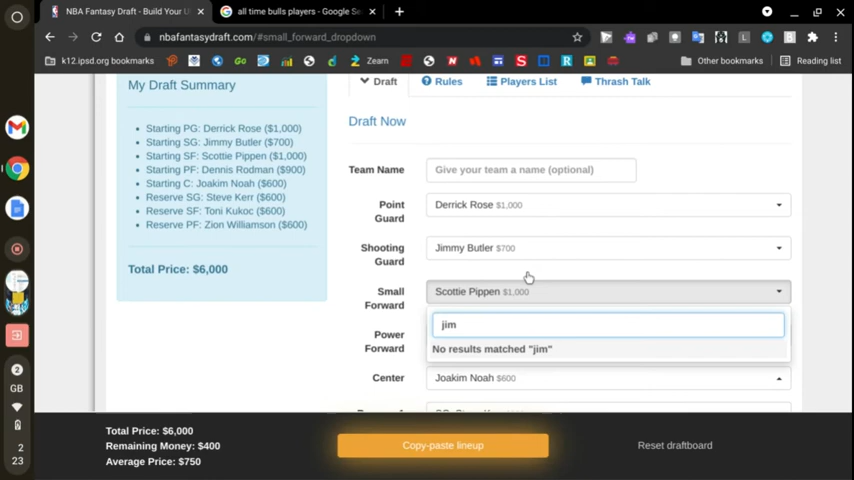 NBA Fantasy Draft - Build Your U
all time bulls players - Google Se
nbafantasydraft.com/#small_forward_dropdown
k12.ipsd.org bookmarks
Zearn
Other bookmarks
Reading list
My Draft Summary
Starting PG: Derrick Rose ($1,000)
Starting SG: Jimmy Butler ($700)
Starting SF: Scottie Pippen ($1,000)
Starting PF: Dennis Rodman ($900)
Starting C: Joakim Noah ($600)
Reserve SG: Steve Kerr ($600)
Reserve SF: Toni Kukoc ($600)
Reserve PF: Zion Williamson ($600)
Total Price: $6,000
Draft
Rules
Players List
Thrash Talk
Draft Now
Team Name
Give your team a name (optional)
Point
Guard
Derrick Rose $1,000
Shooting
Guard
Jimmy Butler $700
Small
Forward
Scottie Pippen $1,000
jim
No results matched "jim"
Power
Forward
Center
Joakim Noah $600
Total Price: $6,000
Remaining Money: $400
Average Price: $750
Copy-paste lineup
Reset draftboard
2
GB
2
23